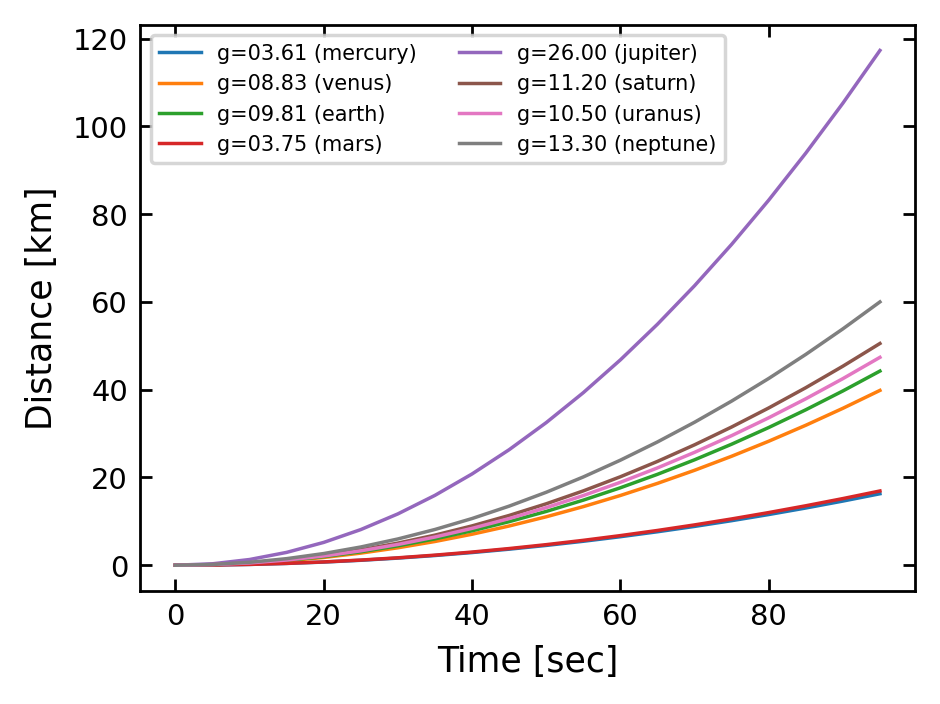 120
100
80
60
40
20
0
Distance [km]
g=03.61 (mercury)
g=08.83 (venus)
g=09.81 (earth)
g=03.75 (mars)
g=26.00 (jupiter)
g=11.20 (saturn)
g=10.50 (uranus)
g=13.30 (neptune)
0 20 40 60 80
Time [sec]